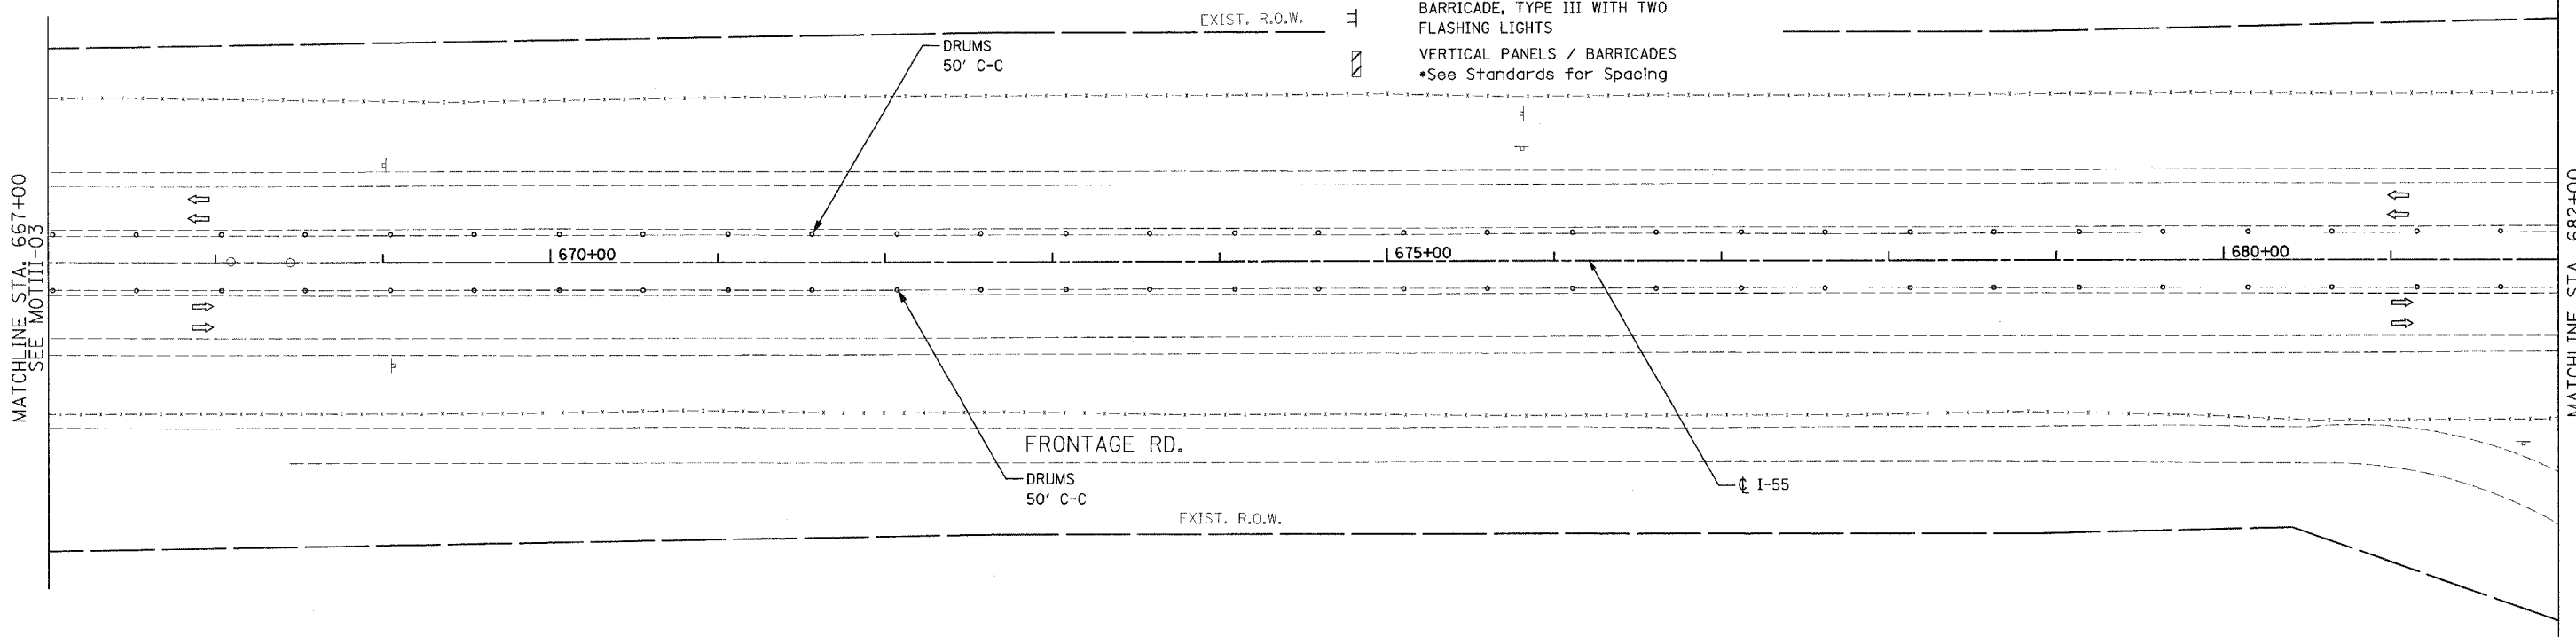 BARRICADE, TYPE III WITH TWO
FLASHING LIGHTS
VERTICAL PANELS / BARRICADES
*See Standards for Spacing
EXIST. R.O.W.
DRUMS
50' C-C
MATCHLINE STA. 667+00
SEE MOTIII-03
670+00
675+00
680+00
MATCHLINE STA. 682+00
FRONTAGE RD.
DRUMS
50' C-C
℄ I-55
EXIST. R.O.W.